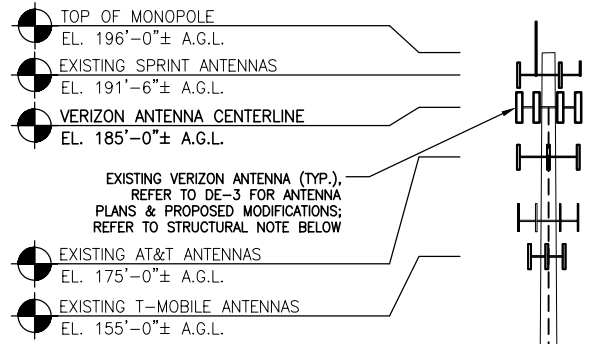 TOP OF MONOPOLE
EL. 196'-0"± A.G.L.
EXISTING SPRINT ANTENNAS
EL. 191'-6"± A.G.L.
VERIZON ANTENNA CENTERLINE
EL. 185'-0"± A.G.L.
EXISTING VERIZON ANTENNA (TYP.),
REFER TO DE-3 FOR ANTENNA
PLANS & PROPOSED MODIFICATIONS;
REFER TO STRUCTURAL NOTE BELOW
EXISTING AT&T ANTENNAS
EL. 175'-0"± A.G.L.
EXISTING T-MOBILE ANTENNAS
EL. 155'-0"± A.G.L.